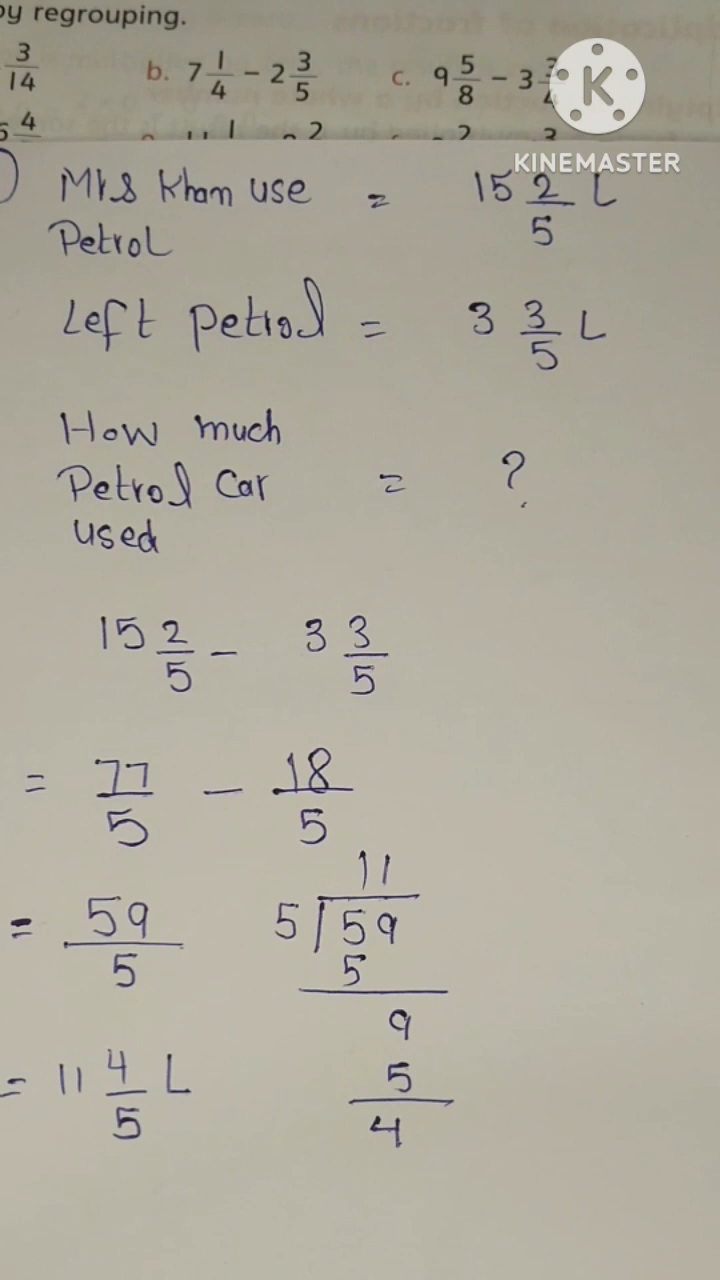 by regrouping.
3/14 b. 7 1/4 - 2 3/5 c. 9 5/8 - 3 3/4
KINEMASTER
Mrs Khan use = 15 2/5 L
Petrol
Left petrol = 3 3/5 L
How much
Petrol Car = ?
used
15 2/5 - 3 3/5
= 77/5 - 18/5
11
= 59/5 5 59
5
9
= 11 4/5 L 5
4